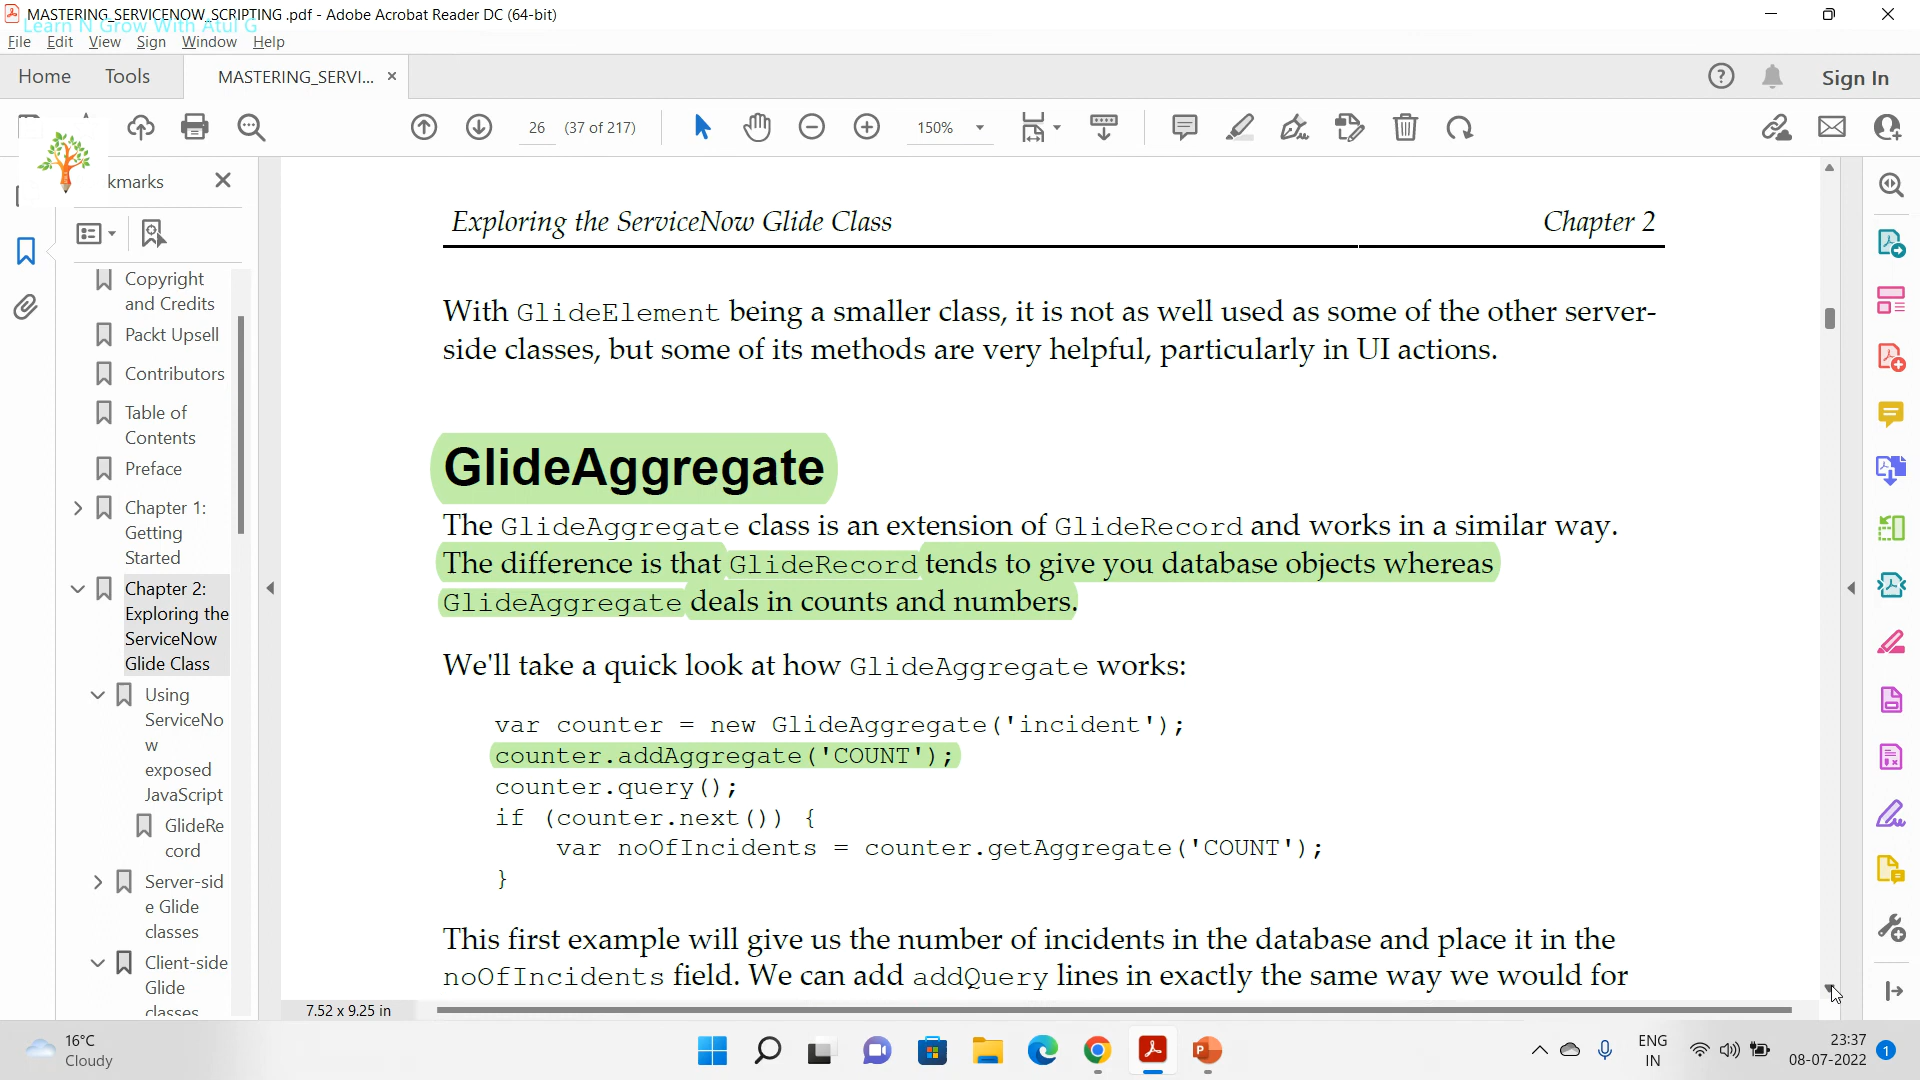 MASTERING_SERVICENOW_SCRIPTING .pdf - Adobe Acrobat Reader DC (64-bit)
Learn N Grow With Atul G
File Edit View Sign Window Help
Home Tools MASTERING_SERVI... × Sign In
26 (37 of 217) 150%
kmarks
Copyright
and Credits
Packt Upsell
Contributors
Table of
Contents
Preface
Chapter 1:
Getting
Started
Chapter 2:
Exploring the
ServiceNow
Glide Class
Using
ServiceNo
w
exposed
JavaScript
GlideRe
cord
Server-sid
e Glide
classes
Client-side
Glide
classes
Exploring the ServiceNow Glide Class Chapter 2
With GlideElement being a smaller class, it is not as well used as some of the other server-
side classes, but some of its methods are very helpful, particularly in UI actions.
GlideAggregate
The GlideAggregate class is an extension of GlideRecord and works in a similar way.
The difference is that GlideRecord tends to give you database objects whereas
GlideAggregate deals in counts and numbers.
We'll take a quick look at how GlideAggregate works:
var counter = new GlideAggregate('incident');
counter.addAggregate('COUNT');
counter.query();
if (counter.next()) {
var noOfIncidents = counter.getAggregate('COUNT');
}
This first example will give us the number of incidents in the database and place it in the
noOfIncidents field. We can add addQuery lines in exactly the same way we would for
7.52 x 9.25 in
16°C
Cloudy
ENG
IN
23:37
08-07-2022
1